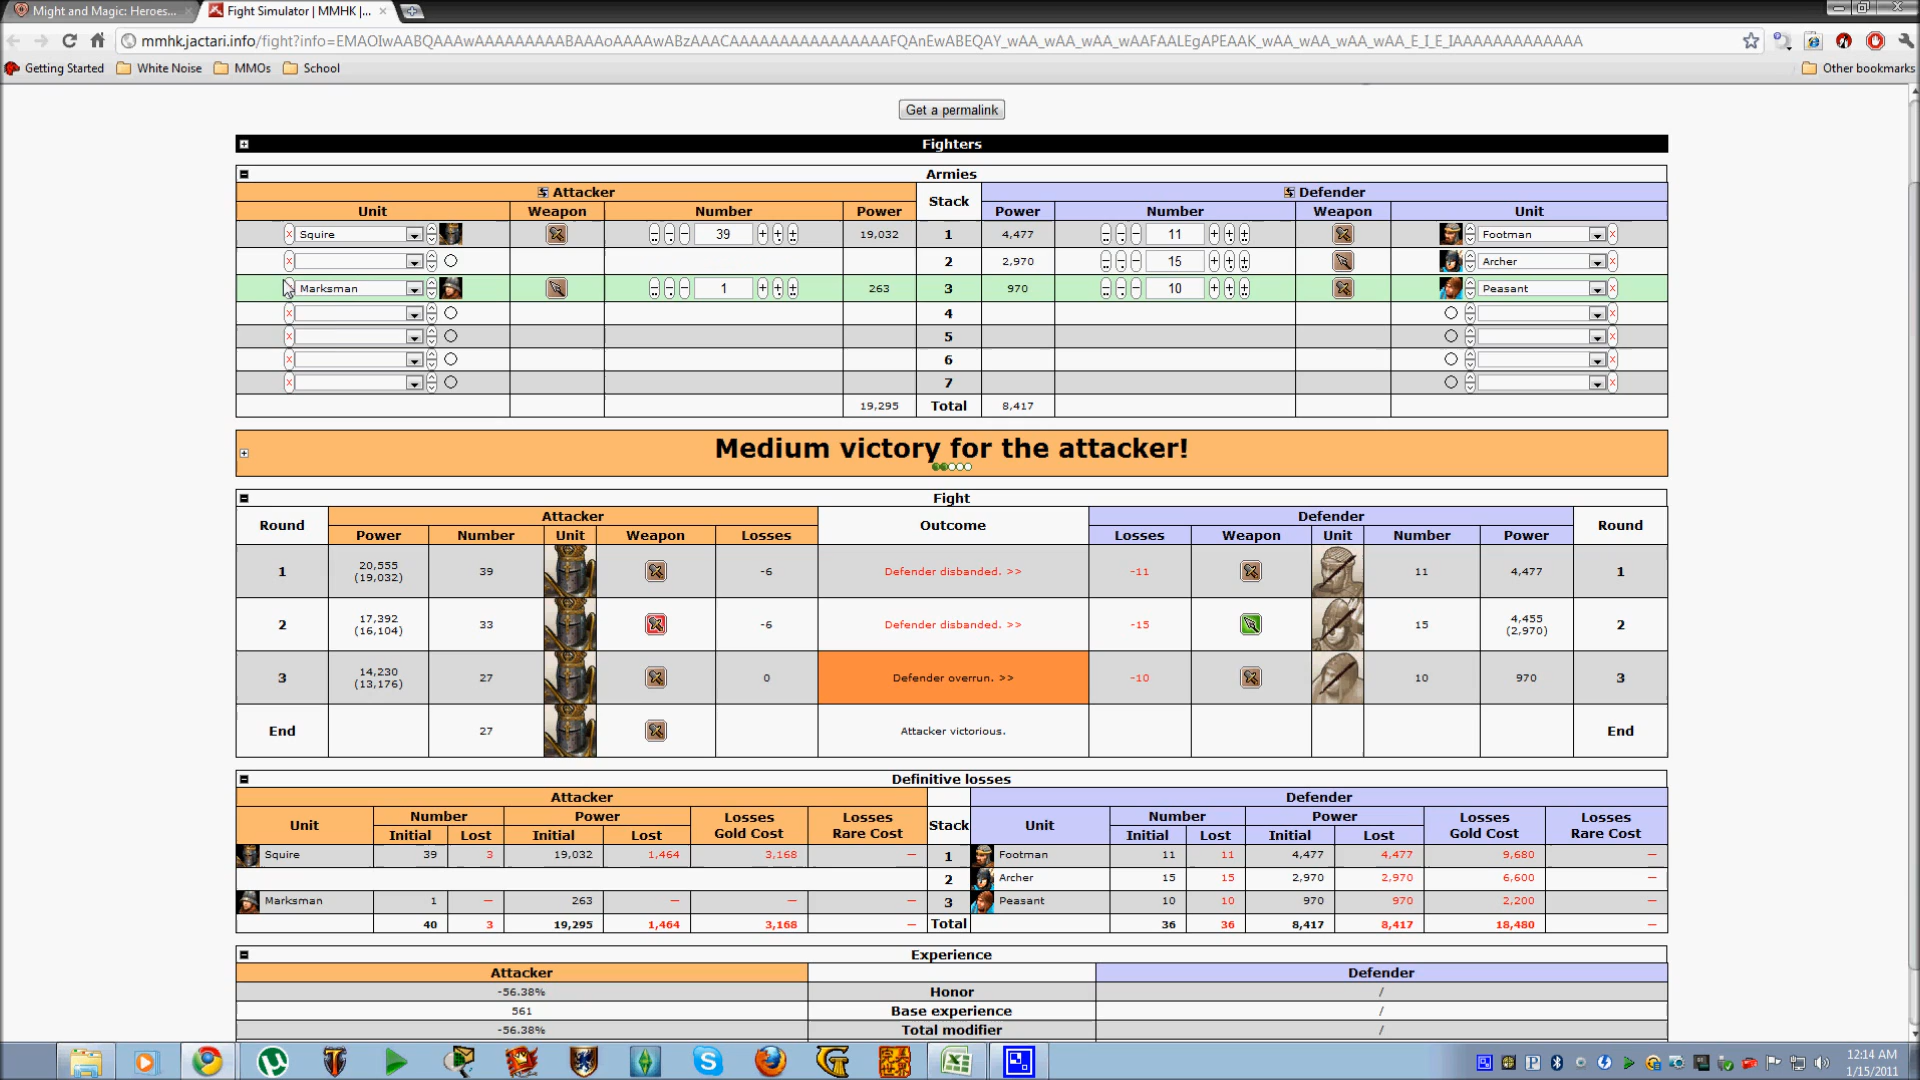 Might and Magic: Heroes...
Fight Simulator | MMHK |...
mmhk.jactari.info/fight?info=EMAOIwAABQAAAwAAAAAAAAABAAAoAAAAwABzAAACAAAAAAAAAAAAAAAAFQAnEwABEQAY_wAA_wAA_wAA_wAAFAALEgAPEAAK_wAA_wAA_wAA_wAA_E_I_E_IAAAAAAAAAAAAA
Getting Started White Noise MMOs School Other bookmarks
Get a permalink
Fighters
Armies
Attacker Stack Defender
Unit Weapon Number Power Power Number Weapon Unit
Squire 39 19,032 1 4,477 11 Footman
2 2,970 15 Archer
Marksman 1 263 3 970 10 Peasant
4
5
6
7
19,295 Total 8,417
Medium victory for the attacker!
Fight
Round Attacker Outcome Defender Round
Power Number Unit Weapon Losses Losses Weapon Unit Number Power
1 20,555 (19,032) 39 -6 Defender disbanded. >> -11 11 4,477 1
2 17,392 (16,104) 33 -6 Defender disbanded. >> -15 15 4,455 (2,970) 2
3 14,230 (13,176) 27 0 Defender overrun. >> -10 10 970 3
End 27 Attacker victorious. End
Definitive losses
Attacker Stack Defender
Unit Number Power Losses Gold Cost Losses Rare Cost Unit Number Power Losses Gold Cost Losses Rare Cost
Initial Lost Initial Lost Initial Lost Initial Lost
Squire 39 3 19,032 1,464 3,168 — 1 Footman 11 11 4,477 4,477 9,680 —
2 Archer 15 15 2,970 2,970 6,600 —
Marksman 1 — 263 — — — 3 Peasant 10 10 970 970 2,200 —
40 3 19,295 1,464 3,168 — Total 36 36 8,417 8,417 18,480 —
Experience
Attacker Defender
-56.38% Honor /
561 Base experience /
-56.38% Total modifier /
12:14 AM
1/15/2011